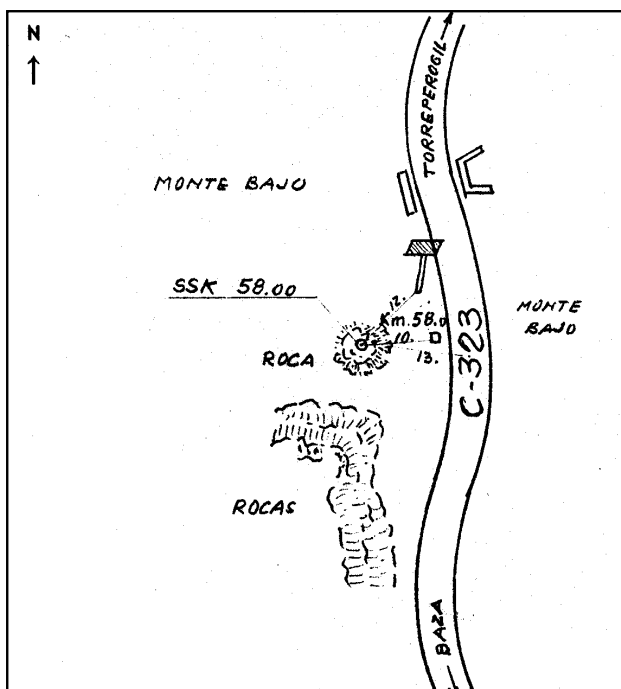 N
TORREPEROGIL
MONTE BAJO
SSK 58.00
12.
Km.58.0
MONTE
BAJO
10.
ROCA
13.
C-323
ROCAS
BAZA